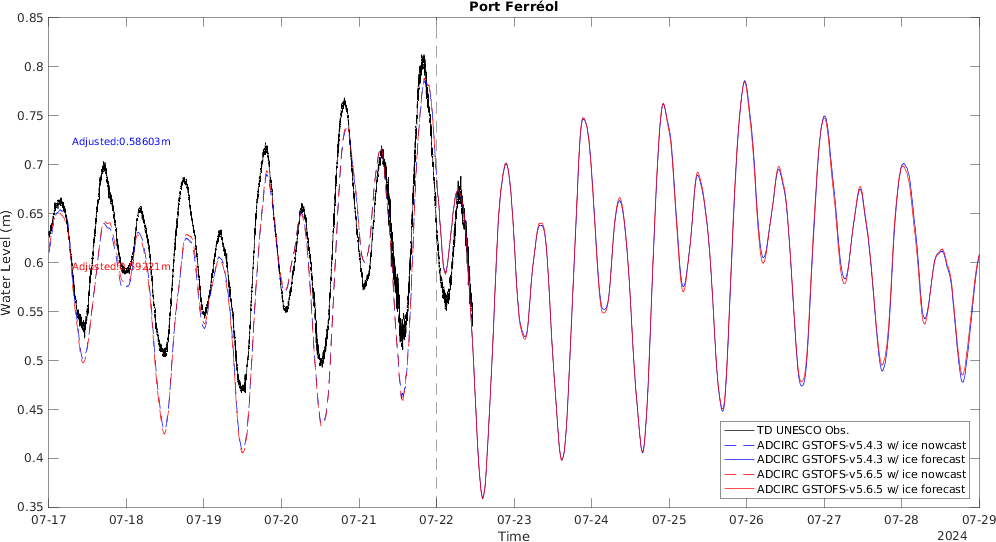 Port Ferréol
0.85
0.8
0.75
0.7
0.65
0.6
0.55
0.5
0.45
0.4
0.35
Water Level (m)
Adjusted:0.58603m
Adjusted:0.59221m
TD UNESCO Obs.
ADCIRC GSTOFS-v5.4.3 w/ ice nowcast
ADCIRC GSTOFS-v5.4.3 w/ ice forecast
ADCIRC GSTOFS-v5.6.5 w/ ice nowcast
ADCIRC GSTOFS-v5.6.5 w/ ice forecast
07-17 07-18 07-19 07-20 07-21 07-22 07-23 07-24 07-25 07-26 07-27 07-28 07-29
Time
2024